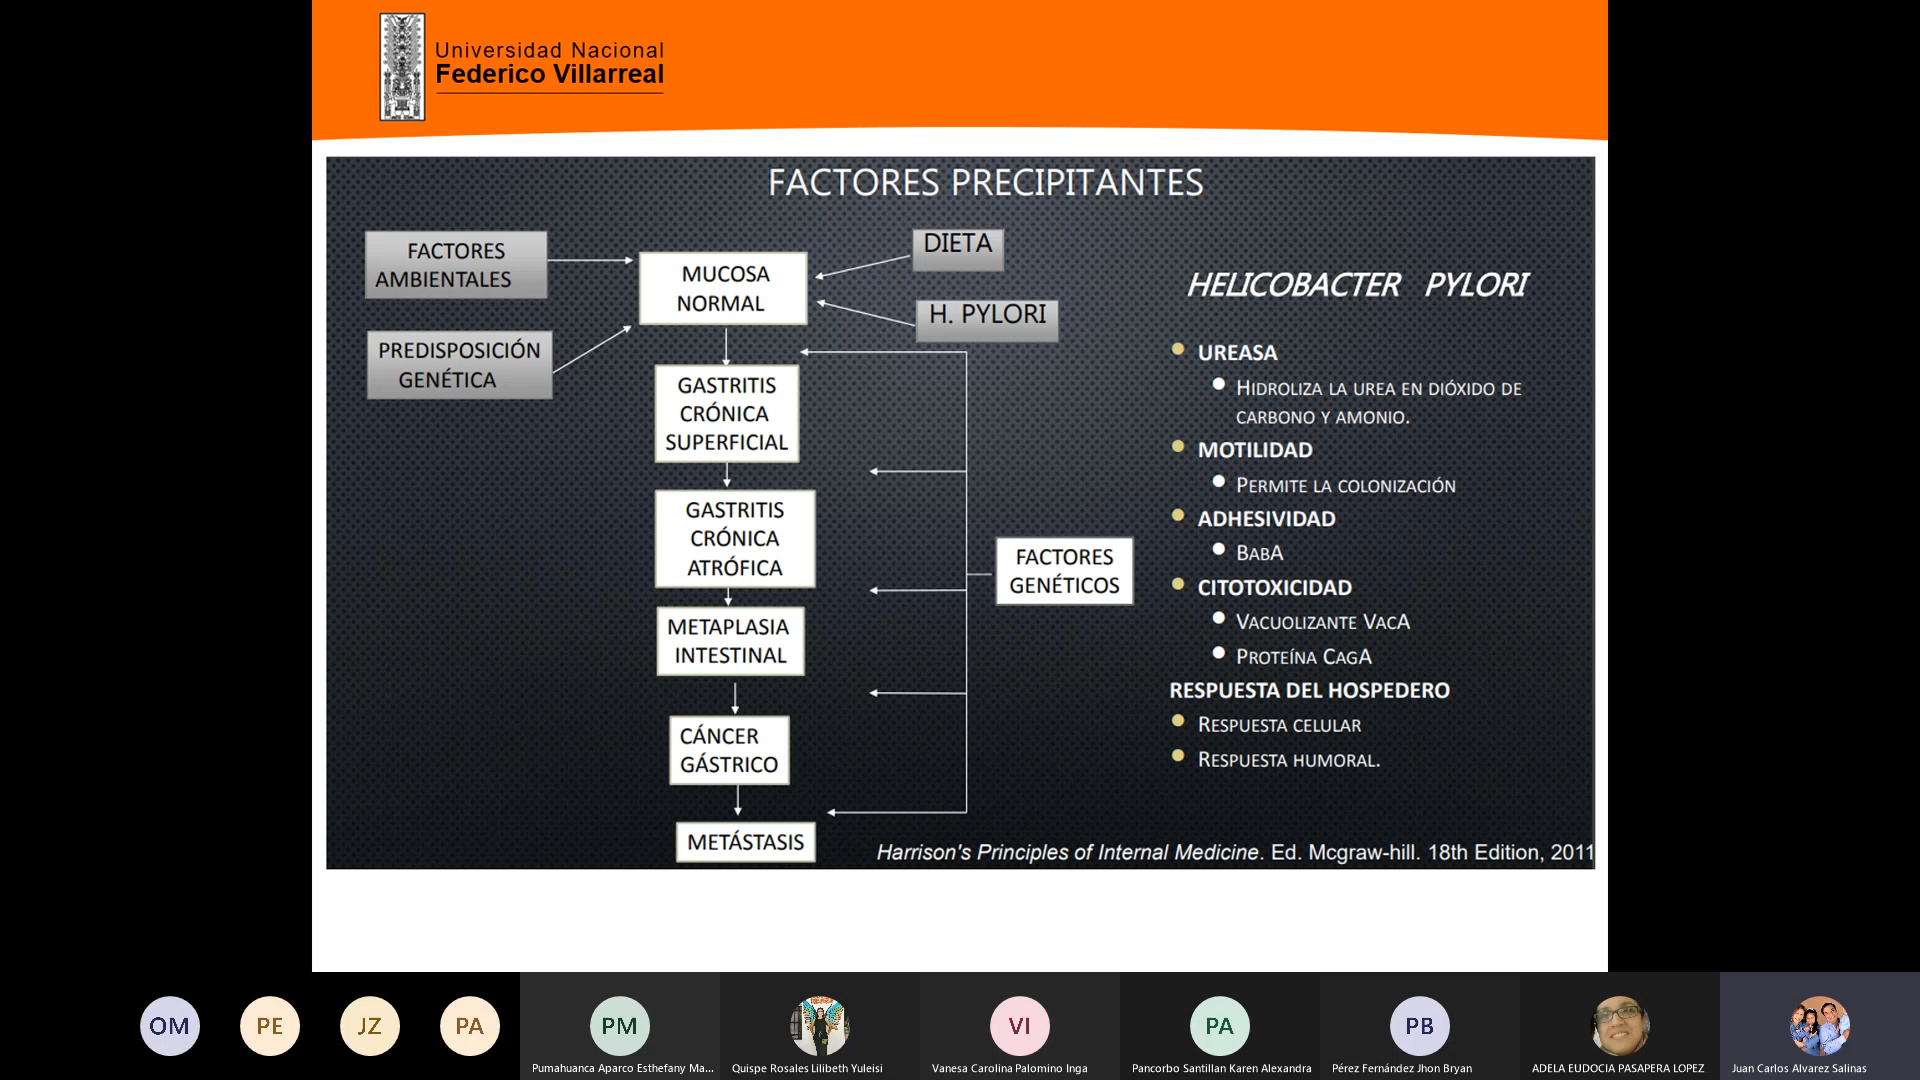 Universidad Nacional
Federico Villarreal
FACTORES PRECIPITANTES
FACTORES
AMBIENTALES
PREDISPOSICIÓN
GENÉTICA
MUCOSA
NORMAL
DIETA
H. PYLORI
GASTRITIS
CRÓNICA
SUPERFICIAL
GASTRITIS
CRÓNICA
ATRÓFICA
METAPLASIA
INTESTINAL
CÁNCER
GÁSTRICO
METÁSTASIS
FACTORES
GENÉTICOS
HELICOBACTER PYLORI
UREASA
HIDROLIZA LA UREA EN DIÓXIDO DE
CARBONO Y AMONIO.
MOTILIDAD
PERMITE LA COLONIZACIÓN
ADHESIVIDAD
BABA
CITOTOXICIDAD
VACUOLIZANTE VACA
PROTEÍNA CAGA
RESPUESTA DEL HOSPEDERO
RESPUESTA CELULAR
RESPUESTA HUMORAL.
Harrison's Principles of Internal Medicine. Ed. Mcgraw-hill. 18th Edition, 2011
OM
PE
JZ
PA
PM
VI
PA
PB
Pumahuanca Aparco Esthefany Ma...
Quispe Rosales Lilibeth Yuleisi
Vanesa Carolina Palomino Inga
Pancorbo Santillan Karen Alexandra
Pérez Fernández Jhon Bryan
ADELA EUDOCIA PASAPERA LOPEZ
Juan Carlos Alvarez Salinas